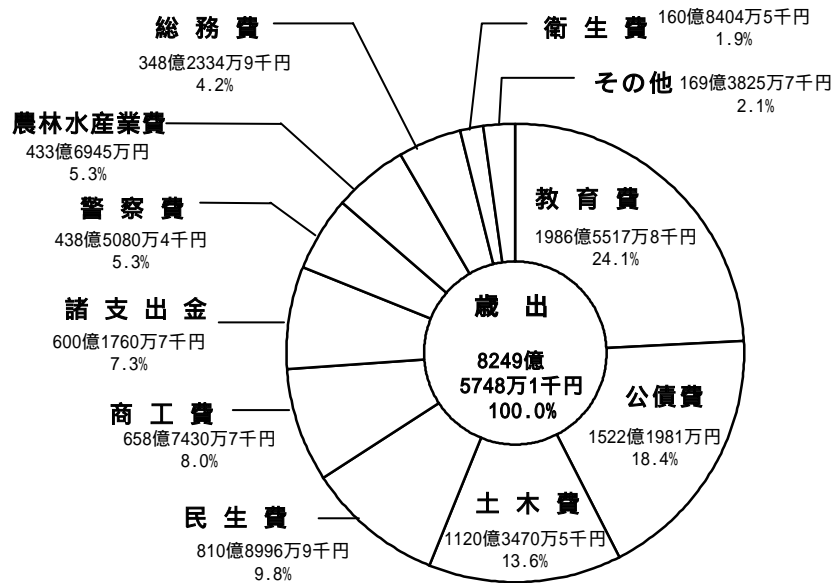 総務費
348億2334万9千円
4.2%
衛生費
160億8404万5千円
1.9%
その他
169億3825万7千円
2.1%
農林水産業費
433億6945万円
5.3%
教育費
1986億5517万8千円
24.1%
警察費
438億5080万4千円
5.3%
歳出
8249億
5748万1千円
100.0%
諸支出金
600億1760万7千円
7.3%
公債費
1522億1981万円
18.4%
商工費
658億7430万7千円
8.0%
土木費
1120億3470万5千円
13.6%
民生費
810億8996万9千円
9.8%